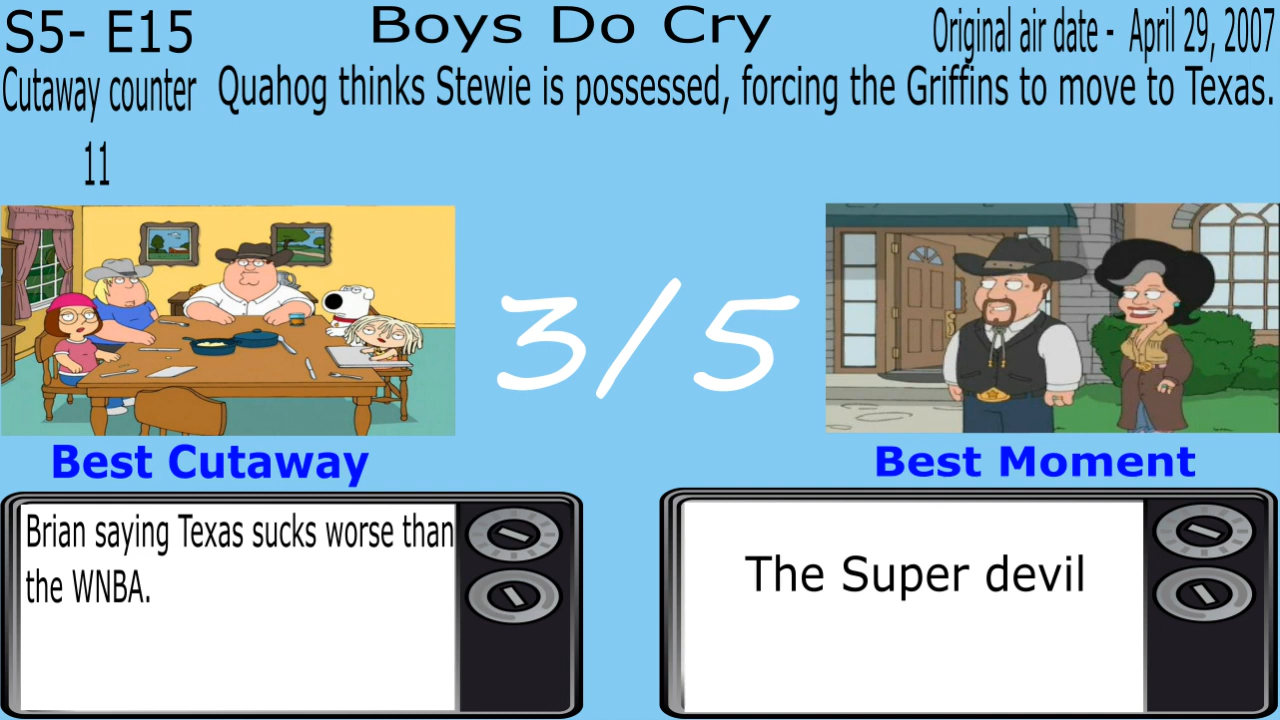 S5- E15
Boys Do Cry
Original air date - April 29, 2007
Cutaway counter
11
Quahog thinks Stewie is possessed, forcing the Griffins to move to Texas.
3/5
Best Cutaway
Best Moment
Brian saying Texas sucks worse than
the WNBA.
The Super devil